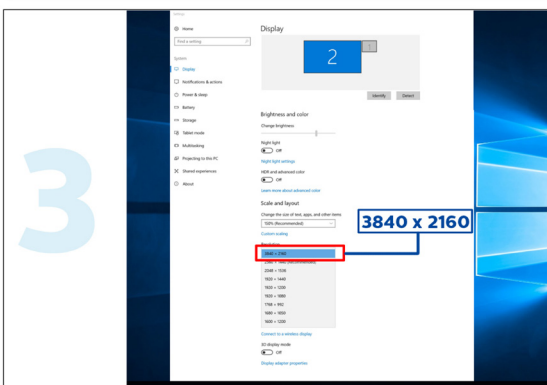 3
Home
Find a setting
System
Display
Notifications & actions
Power & sleep
Battery
Storage
Tablet mode
Multitasking
Projecting to this PC
Shared experiences
About
Display
2
1
Identify
Detect
Brightness and color
Change brightness
Night light
Off
Night light settings
HDR and advanced color
Off
Learn more about advanced color
Scale and layout
Change the size of text, apps, and other items
Custom scaling
Resolution
3840 × 2160
2048 × 1536
1920 × 1440
1920 × 1200
1920 × 1080
1680 × 1050
1600 × 1200
Connect to a wireless display
3D display mode
Off
Display adapter properties
3840 x 2160